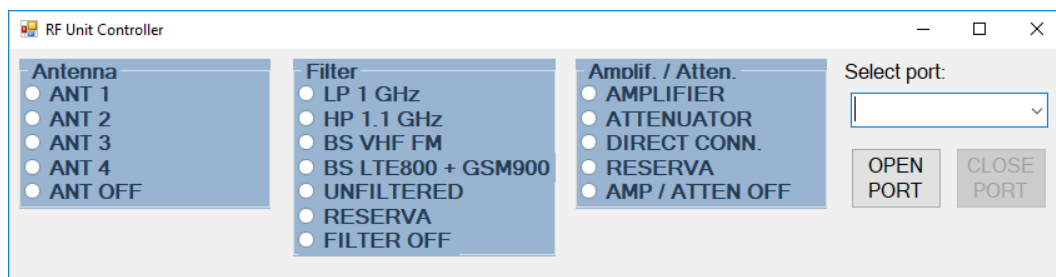 RF Unit Controller
Antenna
ANT 1
ANT 2
ANT 3
ANT 4
ANT OFF
Filter
LP 1 GHz
HP 1.1 GHz
BS VHF FM
BS LTE800 + GSM900
UNFILTERED
RESERVA
FILTER OFF
Amplif. / Atten.
AMPLIFIER
ATTENUATOR
DIRECT CONN.
RESERVA
AMP / ATTEN OFF
Select port:
OPEN
PORT
CLOSE
PORT